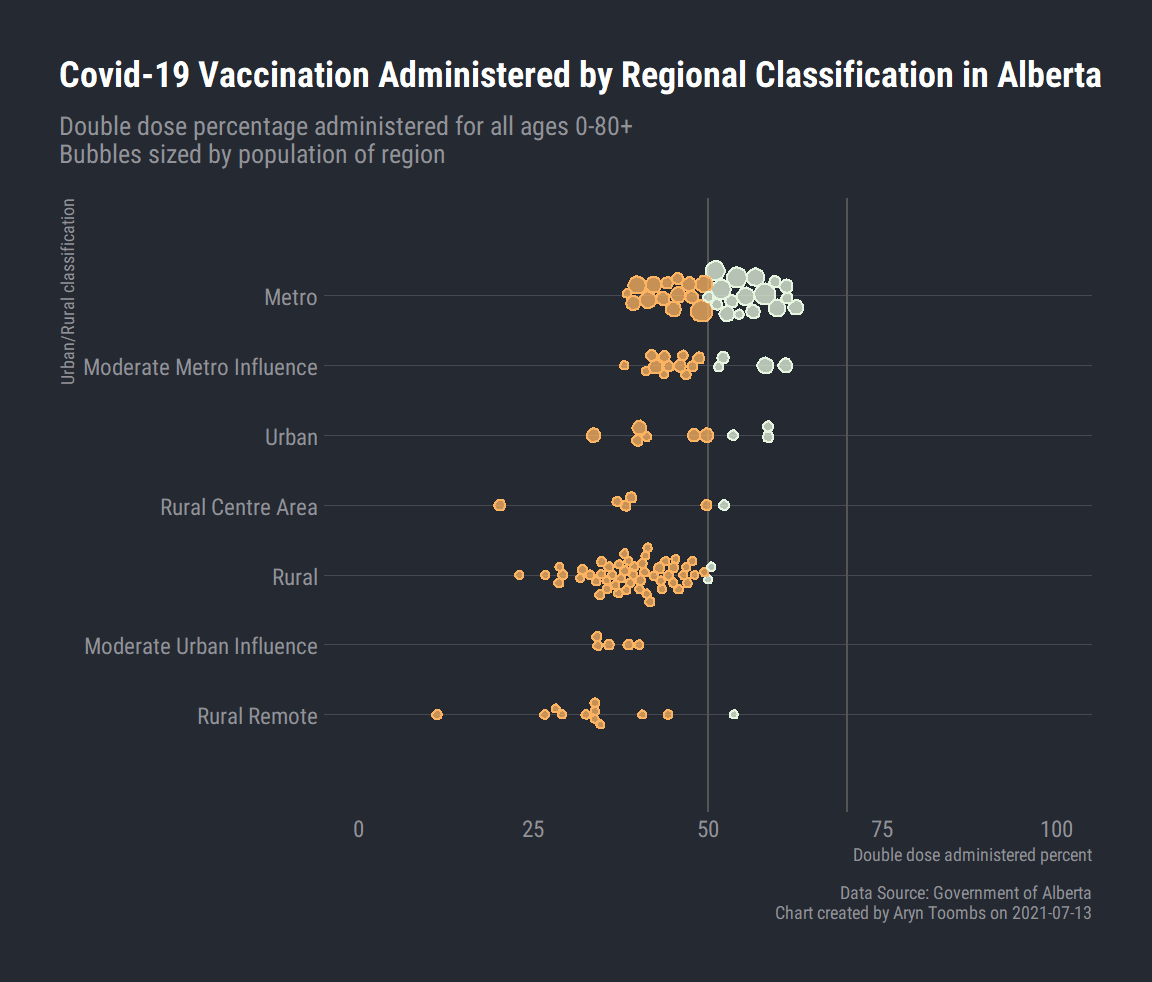 Covid-19 Vaccination Administered by Regional Classification in Alberta
Double dose percentage administered for all ages 0-80+
Bubbles sized by population of region
Urban/Rural classification
Metro
Moderate Metro Influence
Urban
Rural Centre Area
Rural
Moderate Urban Influence
Rural Remote
0 25 50 75 100
Double dose administered percent
Data Source: Government of Alberta
Chart created by Aryn Toombs on 2021-07-13